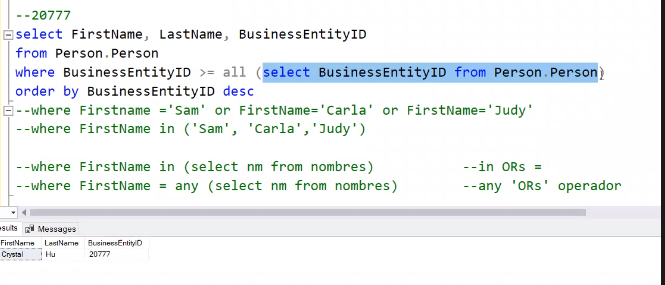 --20777
select FirstName, LastName, BusinessEntityID
from Person.Person
where BusinessEntityID >= all (select BusinessEntityID from Person.Person)
order by BusinessEntityID desc
--where Firstname ='Sam' or FirstName='Carla' or FirstName='Judy'
--where FirstName in ('Sam', 'Carla','Judy')
--where FirstName in (select nm from nombres) --in ORs =
--where FirstName = any (select nm from nombres) --any 'ORs' operador
esults Messages
FirstName LastName BusinessEntityID
Crystal Hu 20777